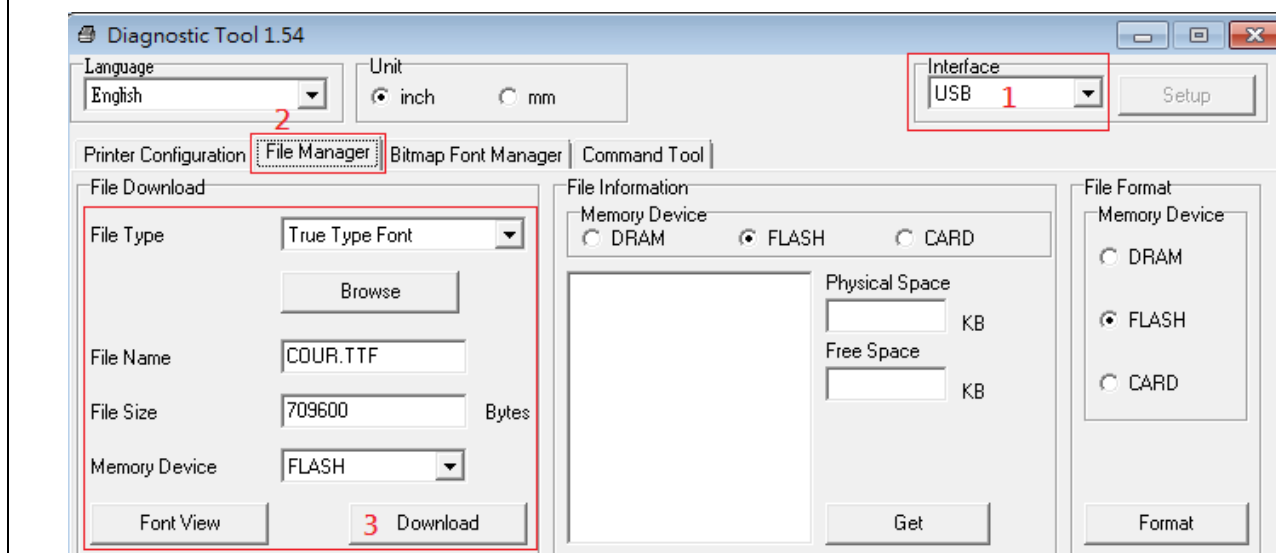 Diagnostic Tool 1.54
Language Unit Interface
English inch mm USB 1 Setup
2
Printer Configuration File Manager Bitmap Font Manager Command Tool
File Download File Information File Format
Memory Device Memory Device
File Type True Type Font DRAM FLASH CARD
DRAM
Browse Physical Space
KB FLASH
File Name COUR.TTF Free Space
KB CARD
File Size 709600 Bytes
Memory Device FLASH
Font View 3 Download Get Format